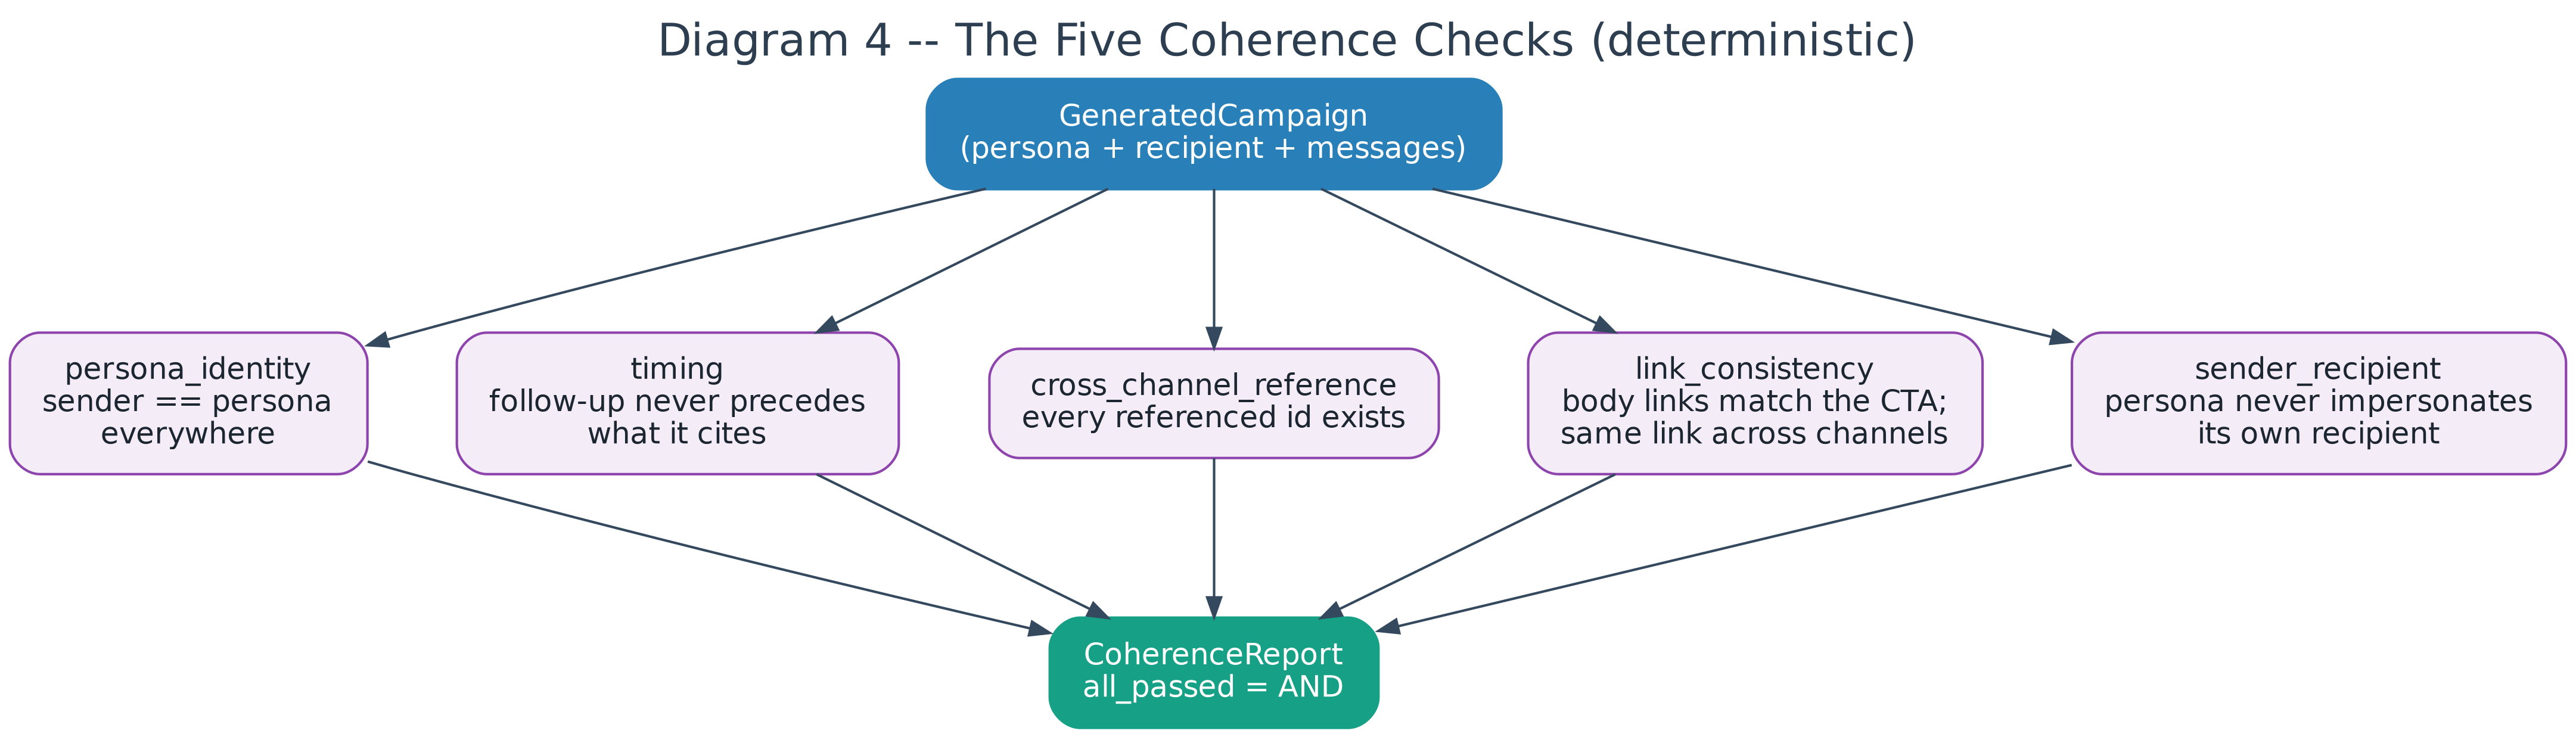 Diagram 4 -- The Five Coherence Checks (deterministic)
GeneratedCampaign
(persona + recipient + messages)
persona_identity
sender == persona
everywhere
timing
follow-up never precedes
what it cites
cross_channel_reference
every referenced id exists
link_consistency
body links match the CTA;
same link across channels
sender_recipient
persona never impersonates
its own recipient
CoherenceReport
all_passed = AND